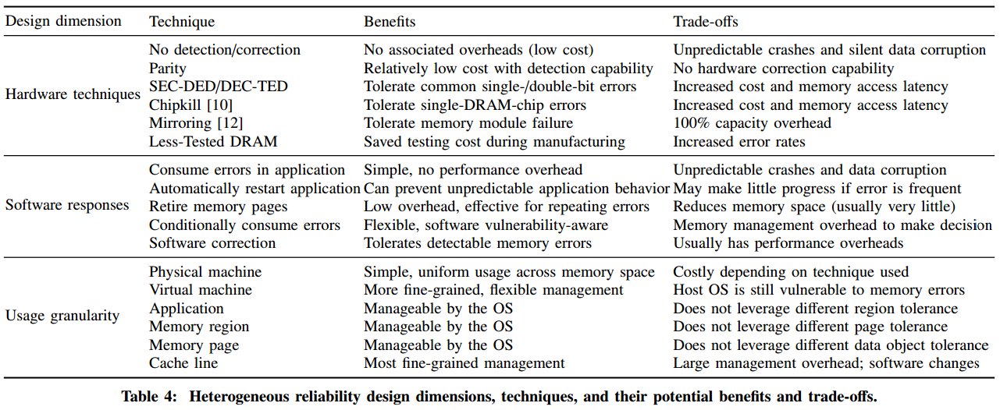 Design dimension Technique Benefits Trade-offs
No detection/correction No associated overheads (low cost) Unpredictable crashes and silent data corruption
Parity Relatively low cost with detection capability No hardware correction capability
SEC-DED/DEC-TED Tolerate common single-/double-bit errors Increased cost and memory access latency
Hardware techniques Chipkill [10] Tolerate single-DRAM-chip errors Increased cost and memory access latency
Mirroring [12] Tolerate memory module failure 100% capacity overhead
Less-Tested DRAM Saved testing cost during manufacturing Increased error rates
Consume errors in application Simple, no performance overhead Unpredictable crashes and data corruption
Automatically restart application Can prevent unpredictable application behavior May make little progress if error is frequent
Software responses Retire memory pages Low overhead, effective for repeating errors Reduces memory space (usually very little)
Conditionally consume errors Flexible, software vulnerability-aware Memory management overhead to make decision
Software correction Tolerates detectable memory errors Usually has performance overheads
Physical machine Simple, uniform usage across memory space Costly depending on technique used
Virtual machine More fine-grained, flexible management Host OS is still vulnerable to memory errors
Usage granularity Application Manageable by the OS Does not leverage different region tolerance
Memory region Manageable by the OS Does not leverage different page tolerance
Memory page Manageable by the OS Does not leverage different data object tolerance
Cache line Most fine-grained management Large management overhead; software changes
Table 4: Heterogeneous reliability design dimensions, techniques, and their potential benefits and trade-offs.